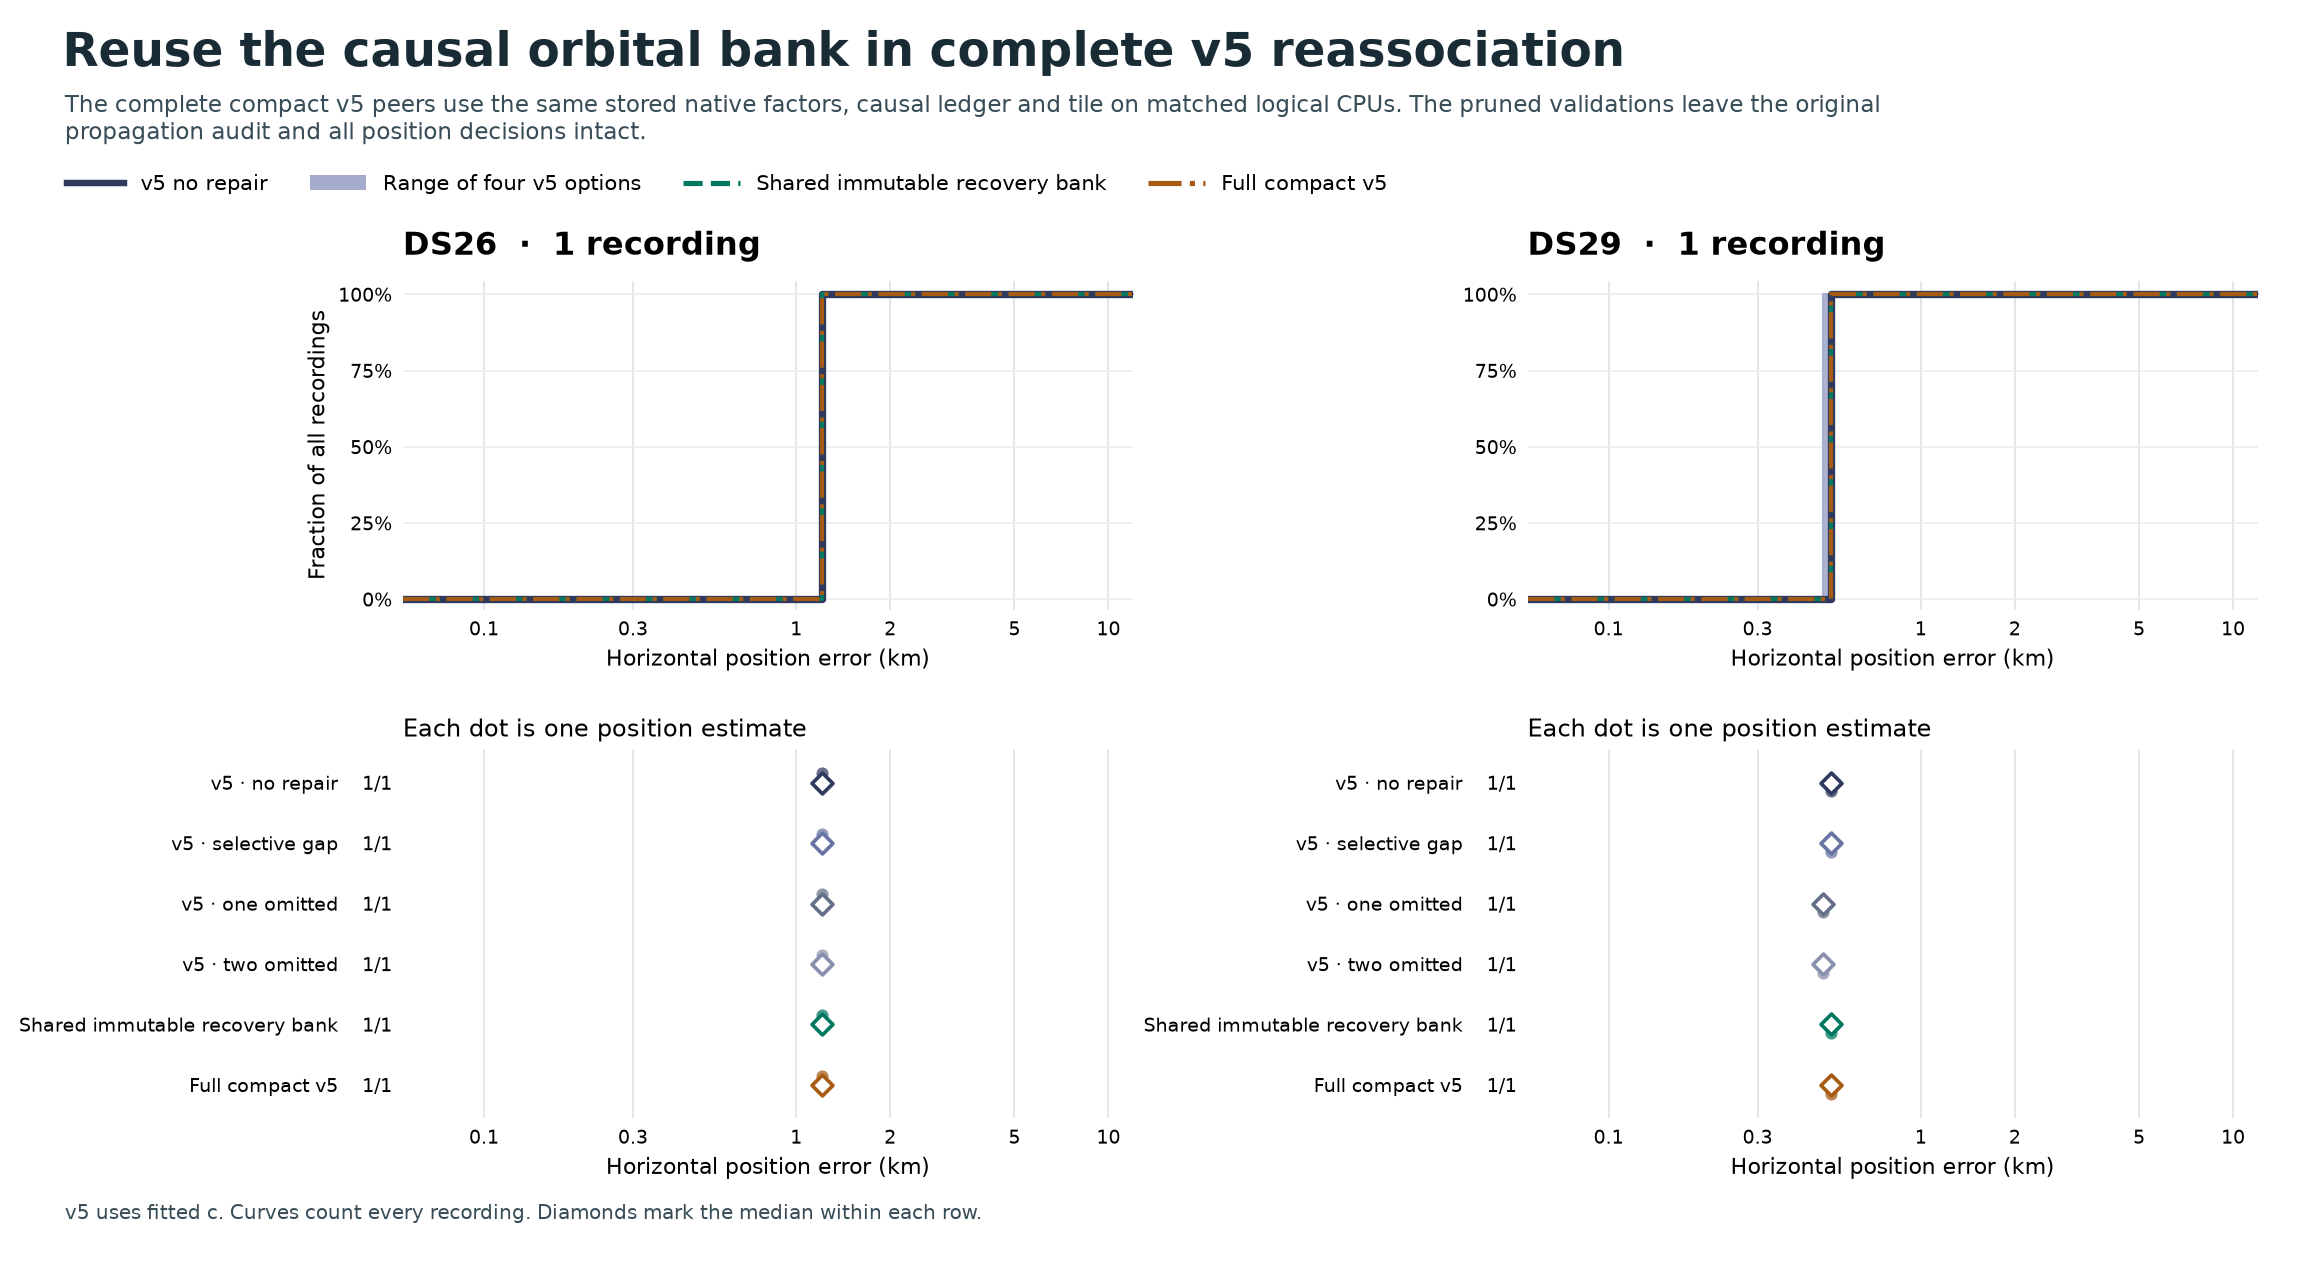 Reuse the causal orbital bank in complete v5 reassociation
The complete compact v5 peers use the same stored native factors, causal ledger and tile on matched logical CPUs. The pruned validations leave the original
propagation audit and all position decisions intact.
v5 no repair
Range of four v5 options
Shared immutable recovery bank
Full compact v5
DS26 · 1 recording
100%
75%
50%
25%
0%
Fraction of all recordings
0.1 0.3 1 2 5 10
Horizontal position error (km)
DS29 · 1 recording
100%
75%
50%
25%
0%
0.1 0.3 1 2 5 10
Horizontal position error (km)
Each dot is one position estimate
v5 · no repair 1/1
v5 · selective gap 1/1
v5 · one omitted 1/1
v5 · two omitted 1/1
Shared immutable recovery bank 1/1
Full compact v5 1/1
0.1 0.3 1 2 5 10
Horizontal position error (km)
Each dot is one position estimate
v5 · no repair 1/1
v5 · selective gap 1/1
v5 · one omitted 1/1
v5 · two omitted 1/1
Shared immutable recovery bank 1/1
Full compact v5 1/1
0.1 0.3 1 2 5 10
Horizontal position error (km)
v5 uses fitted c. Curves count every recording. Diamonds mark the median within each row.